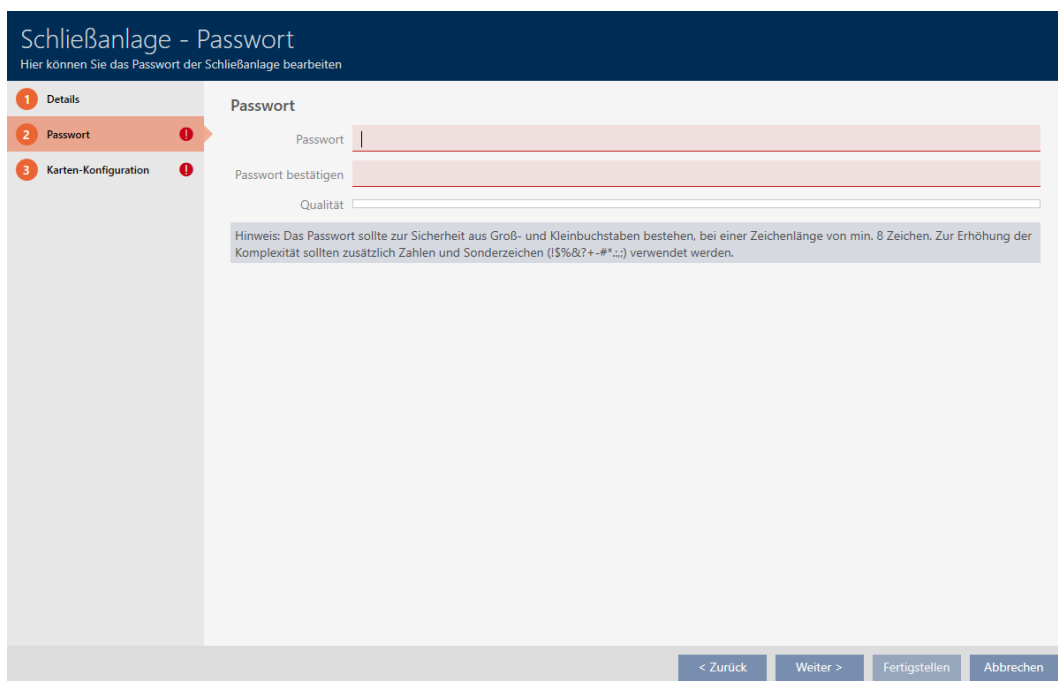 Schließanlage - Passwort
Hier können Sie das Passwort der Schließanlage bearbeiten
1 Details
2 Passwort !
3 Karten-Konfiguration !
Passwort
Passwort
Passwort bestätigen
Qualität
Hinweis: Das Passwort sollte zur Sicherheit aus Groß- und Kleinbuchstaben bestehen, bei einer Zeichenlänge von min. 8 Zeichen. Zur Erhöhung der
Komplexität sollten zusätzlich Zahlen und Sonderzeichen (!$%&?+-#*.:,;) verwendet werden.
< Zurück
Weiter >
Fertigstellen
Abbrechen